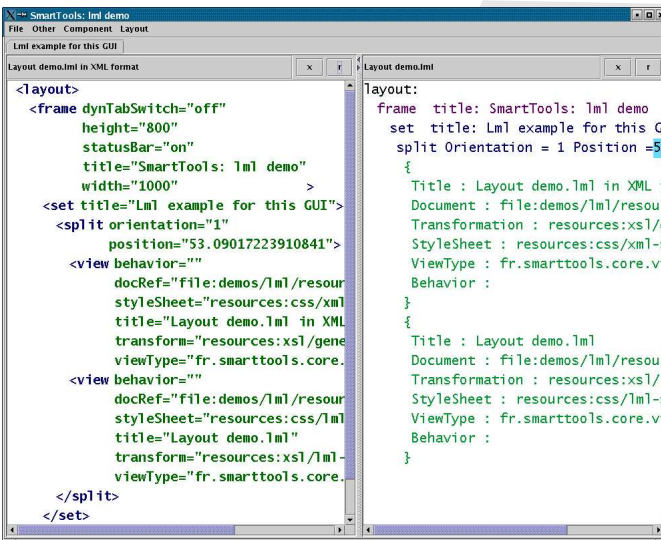 SmartTools: lml demo
File Other Component Layout
Lml example for this GUI
Layout demo.lml in XML format x r
<layout>
<frame dynTabSwitch="off"
height="800"
statusBar="on"
title="SmartTools: lml demo"
width="1000" >
<set title="Lml example for this GUI">
<split orientation="1"
position="53.09017223910841">
<view behavior=""
docRef="file:demos/lml/resour
styleSheet="resources:css/xml
title="Layout demo.lml in XML
transform="resources:xsl/gene
viewType="fr.smarttools.core.
<view behavior=""
docRef="file:demos/lml/resour
styleSheet="resources:css/lml
title="Layout demo.lml"
transform="resources:xsl/lml-
viewType="fr.smarttools.core.
</split>
</set>
Layout demo.lml x r
layout:
frame title: SmartTools: lml demo
set title: Lml example for this G
split Orientation = 1 Position =5
{
Title : Layout demo.lml in XML
Document : file:demos/lml/resou
Transformation : resources:xsl/
StyleSheet : resources:css/xml-
ViewType : fr.smarttools.core.v
Behavior :
}
{
Title : Layout demo.lml
Document : file:demos/lml/resou
Transformation : resources:xsl/
StyleSheet : resources:css/lml-
ViewType : fr.smarttools.core.v
Behavior :
}